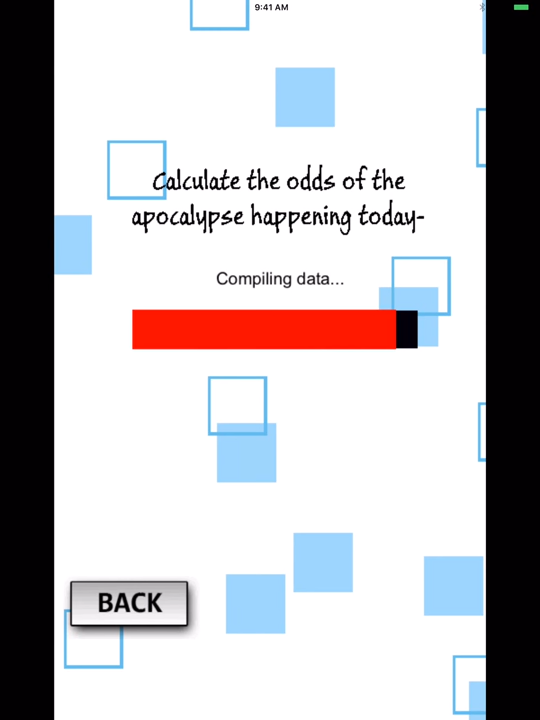 9:41 AM
Calculate the odds of the
apocalypse happening today-
Compiling data...
BACK